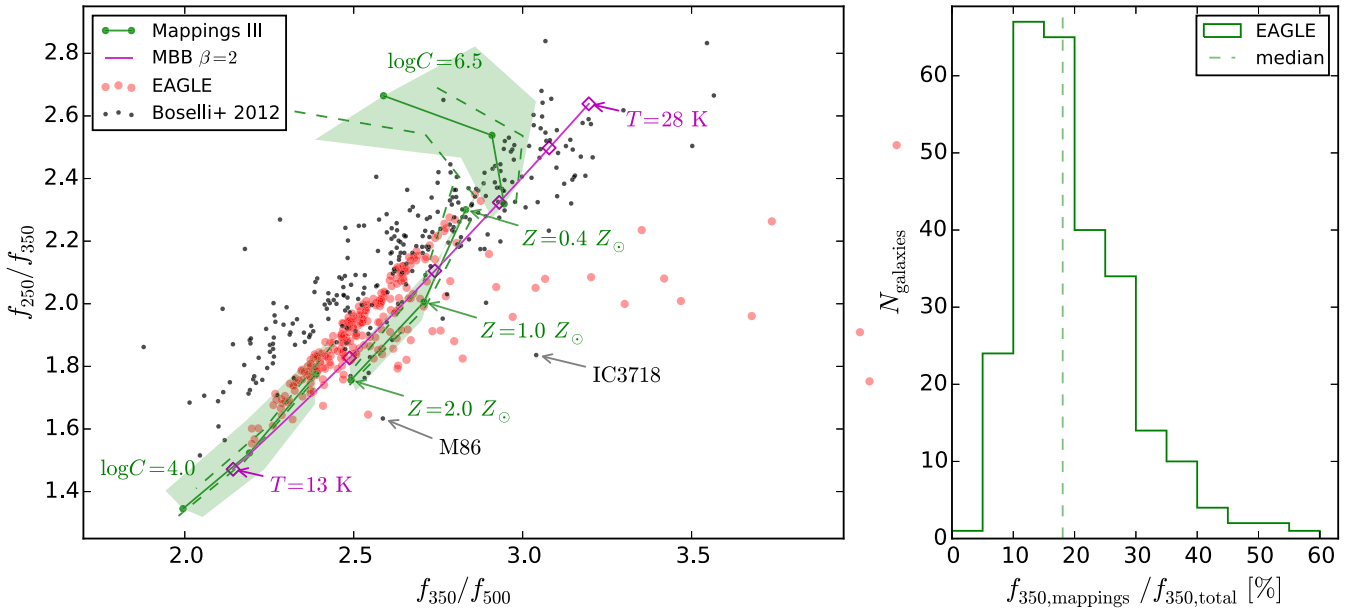 Mappings III
MBB β=2
EAGLE
Boselli+ 2012
logC=6.5
T=28 K
Z=0.4 Z⊙
Z=1.0 Z⊙
IC3718
Z=2.0 Z⊙
M86
logC=4.0
T=13 K
2.8
2.6
2.4
2.2
2.0
1.8
1.6
1.4
f250/f350
2.0 2.5 3.0 3.5
f350/f500
EAGLE
median
60
50
40
30
20
10
0
Ngalaxies
0 10 20 30 40 50 60
f350,mappings /f350,total [%]